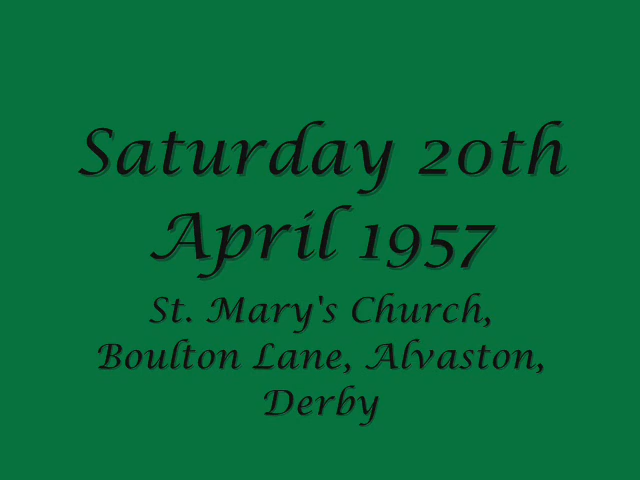 Saturday 20th
April 1957
St. Mary's Church,
Boulton Lane, Alvaston,
Derby